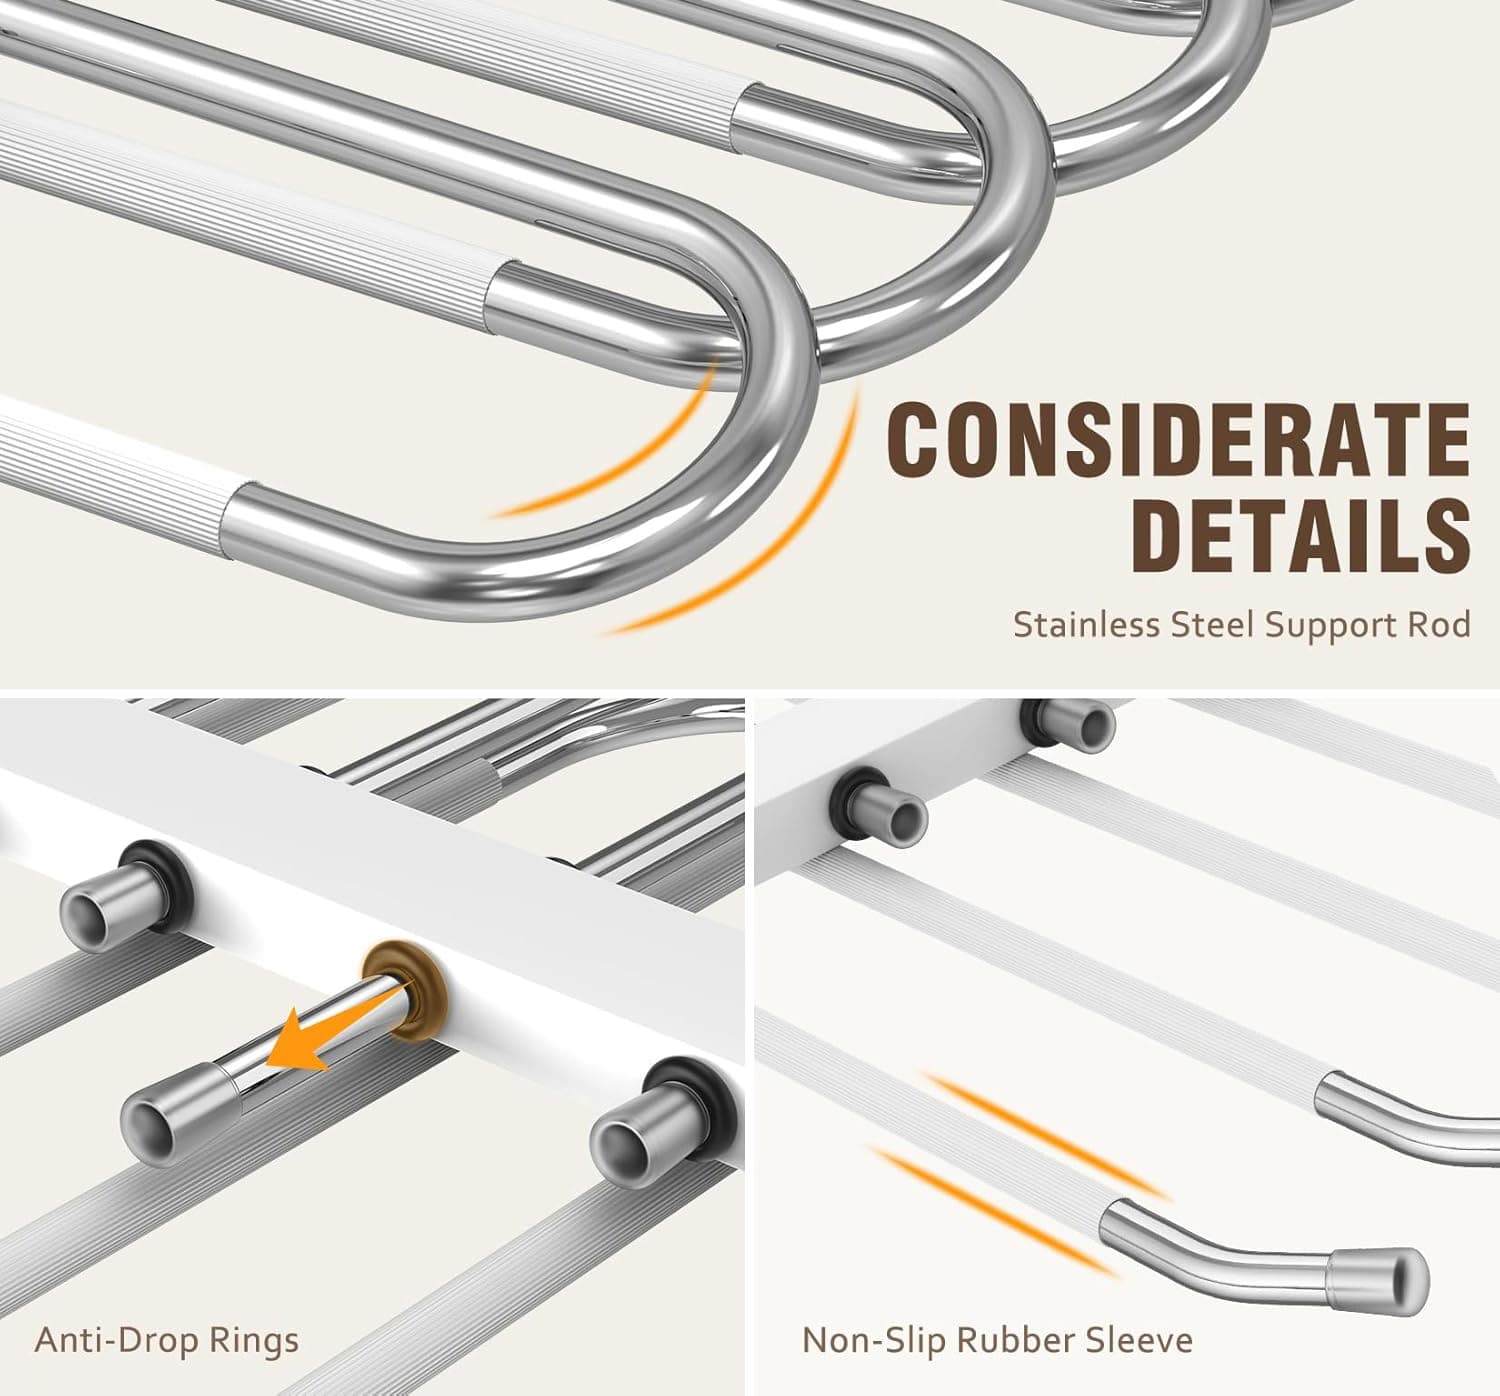 CONSIDERATE
DETAILS
Stainless Steel Support Rod
Anti-Drop Rings
Non-Slip Rubber Sleeve